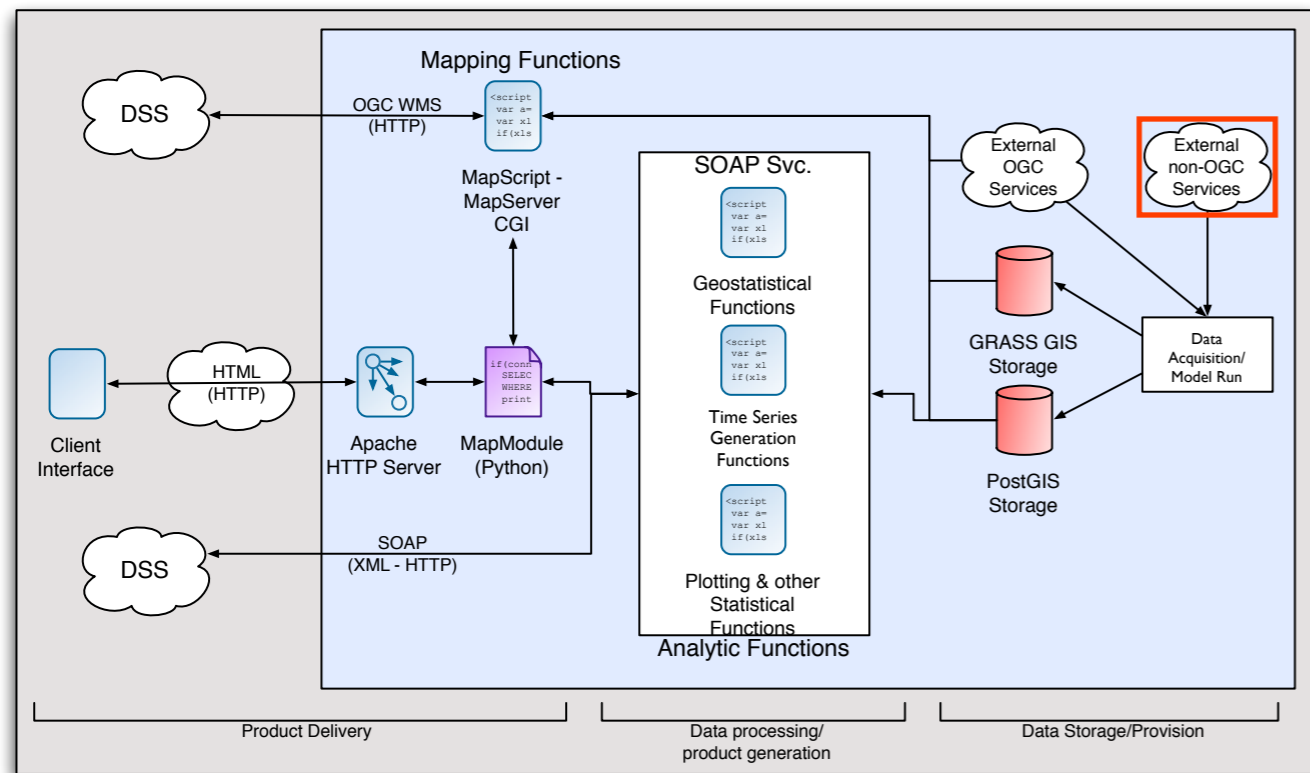 Mapping Functions
<script
var a=
var xl
if(xls
DSS
OGC WMS
(HTTP)
MapScript -
MapServer
CGI
SOAP Svc.
<script
var a=
var xl
if(xls
Geostatistical
Functions
<script
var a=
var xl
if(xls
Time Series
Generation
Functions
<script
var a=
var xl
if(xls
Plotting & other
Statistical
Functions
Analytic Functions
External
OGC
Services
External
non-OGC
Services
GRASS GIS
Storage
Data
Acquisition/
Model Run
PostGIS
Storage
Client
Interface
HTML
(HTTP)
Apache
HTTP Server
if(conn
SELEC
WHERE
print
MapModule
(Python)
DSS
SOAP
(XML - HTTP)
Product Delivery
Data processing/
product generation
Data Storage/Provision